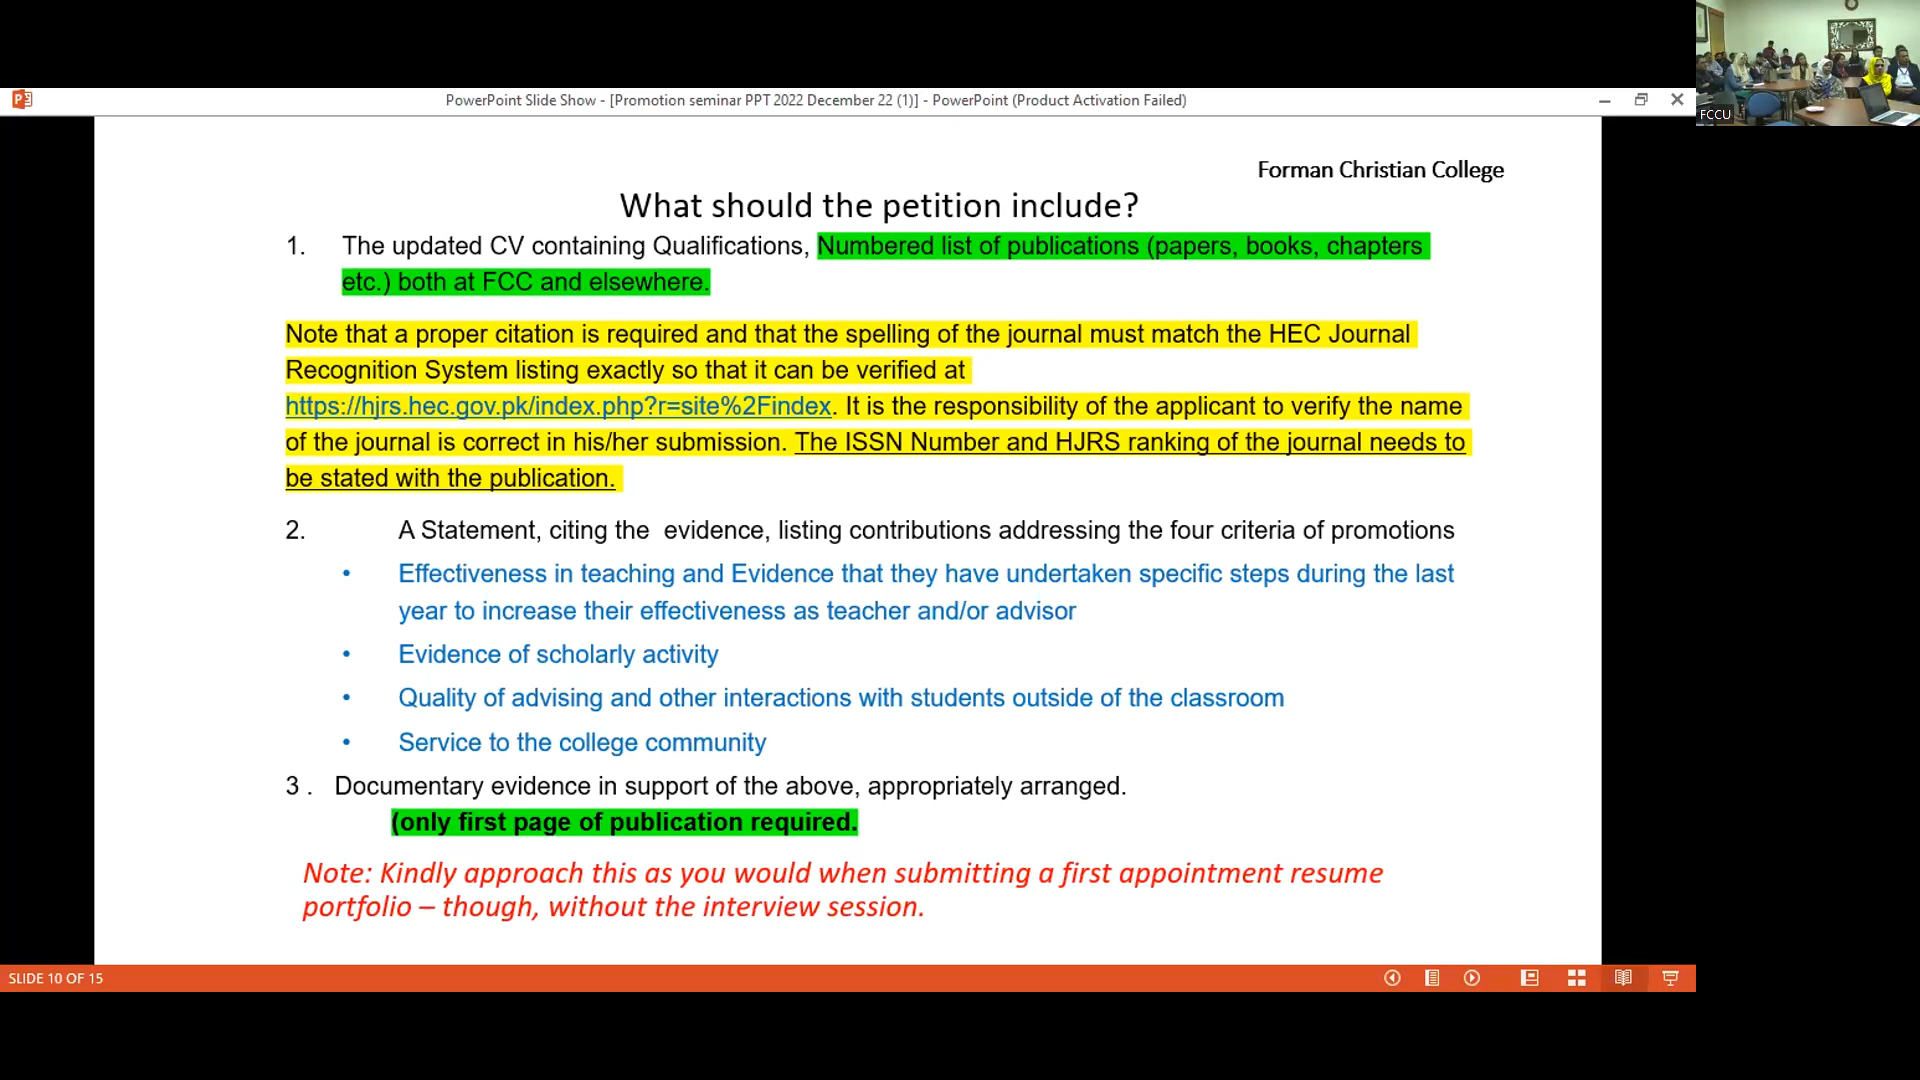 FCCU
PowerPoint Slide Show - [Promotion seminar PPT 2022 December 22 (1)] - PowerPoint (Product Activation Failed)
Forman Christian College
What should the petition include?
1. The updated CV containing Qualifications, Numbered list of publications (papers, books, chapters
etc.) both at FCC and elsewhere.
Note that a proper citation is required and that the spelling of the journal must match the HEC Journal
Recognition System listing exactly so that it can be verified at
https://hjrs.hec.gov.pk/index.php?r=site%2Findex. It is the responsibility of the applicant to verify the name
of the journal is correct in his/her submission. The ISSN Number and HJRS ranking of the journal needs to
be stated with the publication.
2. A Statement, citing the evidence, listing contributions addressing the four criteria of promotions
• Effectiveness in teaching and Evidence that they have undertaken specific steps during the last
year to increase their effectiveness as teacher and/or advisor
• Evidence of scholarly activity
• Quality of advising and other interactions with students outside of the classroom
• Service to the college community
3 . Documentary evidence in support of the above, appropriately arranged.
(only first page of publication required.
Note: Kindly approach this as you would when submitting a first appointment resume
portfolio – though, without the interview session.
SLIDE 10 OF 15